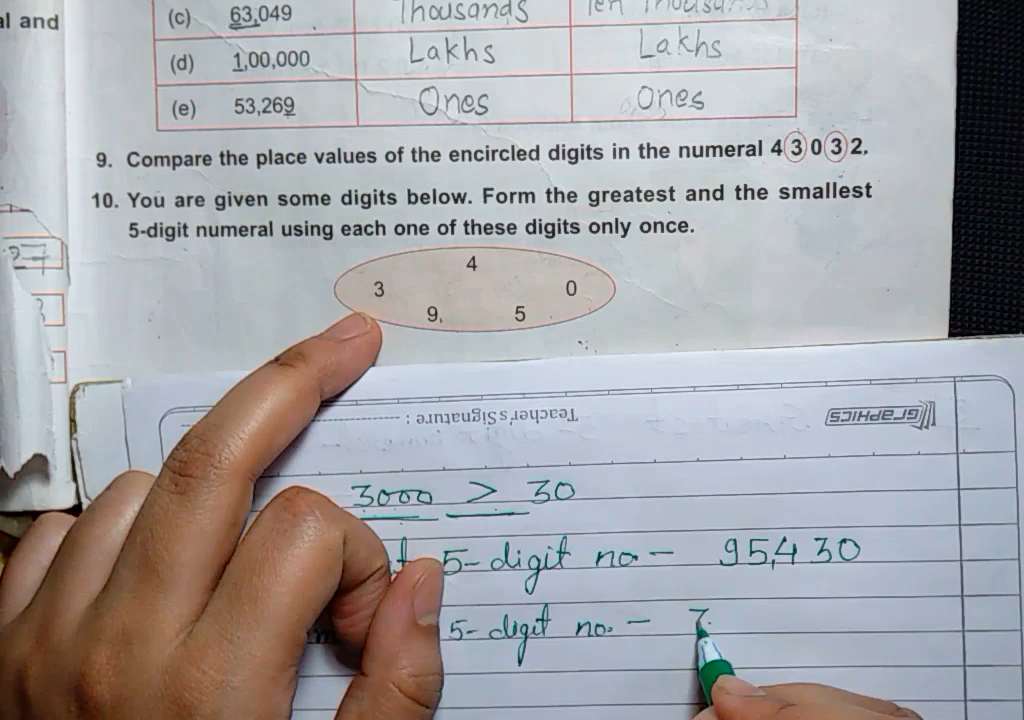 al and
(c) 63,049 Thousands Ten Thousands
(d) 1,00,000 Lakhs Lakhs
(e) 53,269 Ones Ones
9. Compare the place values of the encircled digits in the numeral 43032.
10. You are given some digits below. Form the greatest and the smallest
5-digit numeral using each one of these digits only once.
4
3 0
9, 5
27
Teacher's Signature :
GRAPHICS
3000 > 30
5-digit no - 95,430
5-digit no. -